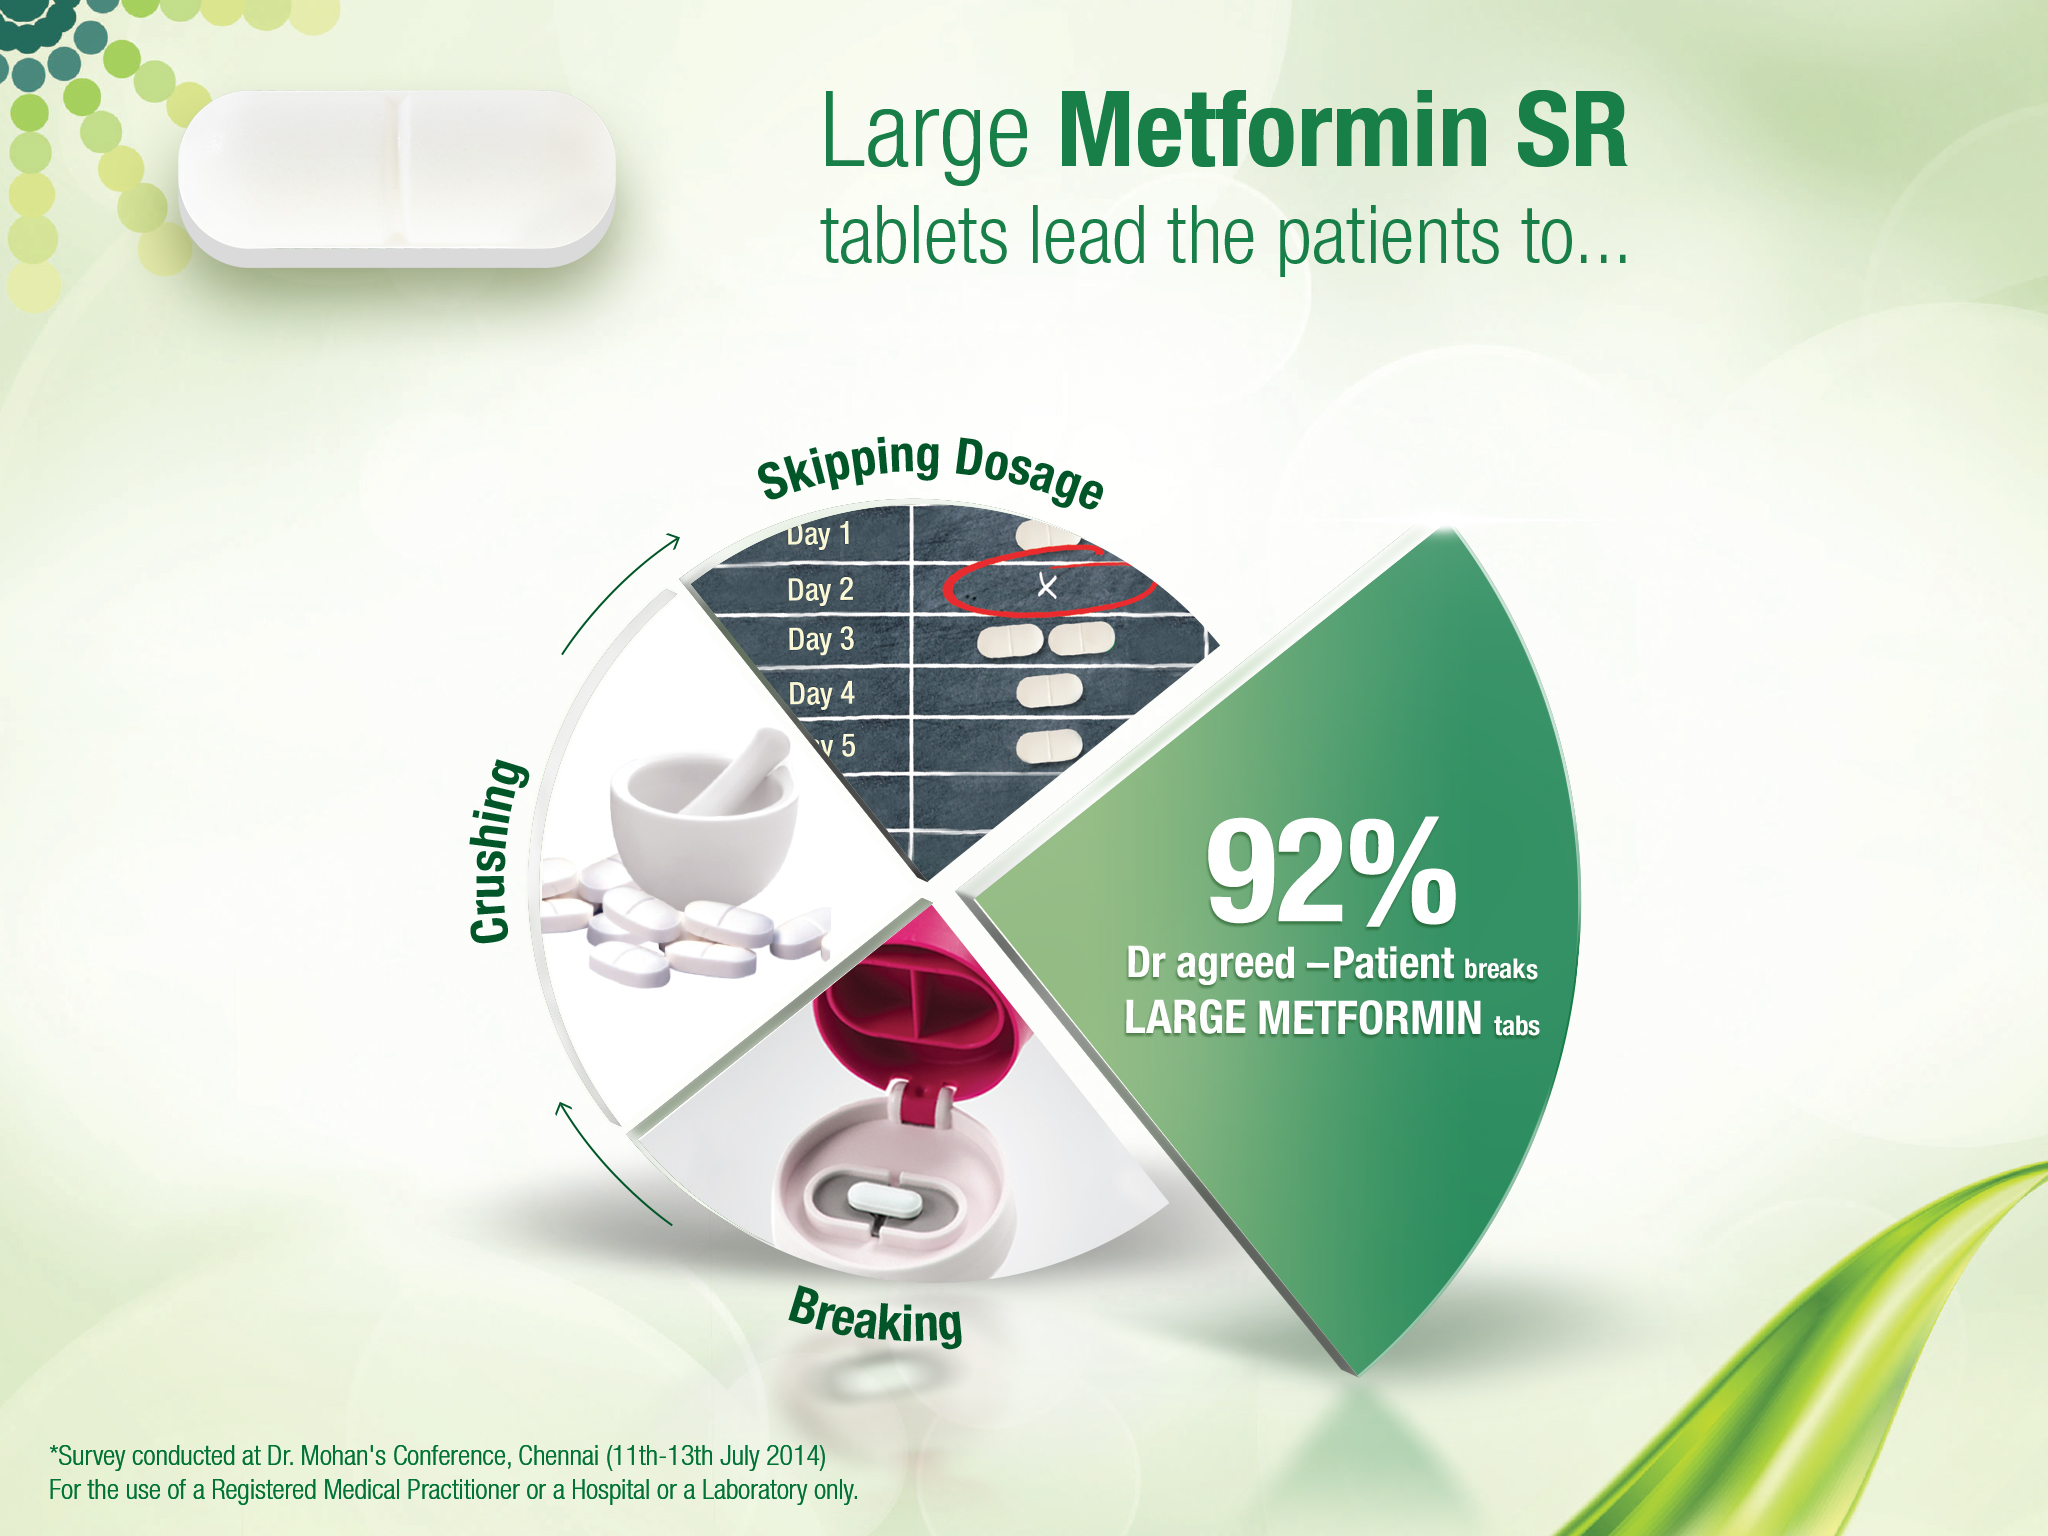 Large Metformin SR
tablets lead the patients to...
Skipping Dosage
Day 1
Day 2
x
Day 3
Day 4
y 5
Crushing
92%
Dr agreed –Patient breaks
LARGE METFORMIN tabs
Breaking
*Survey conducted at Dr. Mohan's Conference, Chennai (11th-13th July 2014)
For the use of a Registered Medical Practitioner or a Hospital or a Laboratory only.